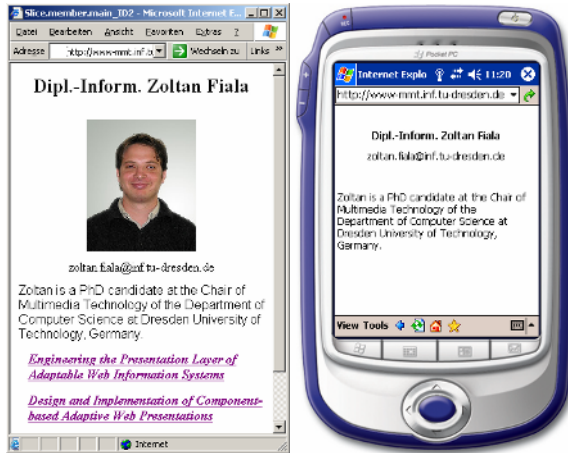 Slice.member.main_ID2 - Microsoft Internet E...
Datei Bearbeiten Ansicht Favoriten Extras ?
Adresse http://www-mmt.inf.t Wechseln zu Links »
Dipl.-Inform. Zoltan Fiala
zoltan.fiala@inf.tu-dresden.de
Zoltan is a PhD candidate at the Chair of
Multimedia Technology of the Department of
Computer Science at Dresden University of
Technology, Germany.
Engineering the Presentation Layer of
Adaptable Web Information Systems
Design and Implementation of Component-
based Adaptive Web Presentations
Internet
Pocket PC
Internet Explo 11:20
http://www-mmt.inf.tu-dresden.de
Dipl.-Inform. Zoltan Fiala
zoltan.fiala@inf.tu-dresden.de
Zoltan is a PhD candidate at the Chair of
Multimedia Technology of the
Department of Computer Science at
Dresden University of Technology,
Germany.
View Tools